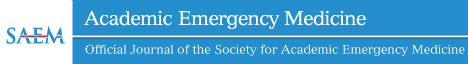 SAEM
Academic Emergency Medicine
Official Journal of the Society for Academic Emergency Medicine